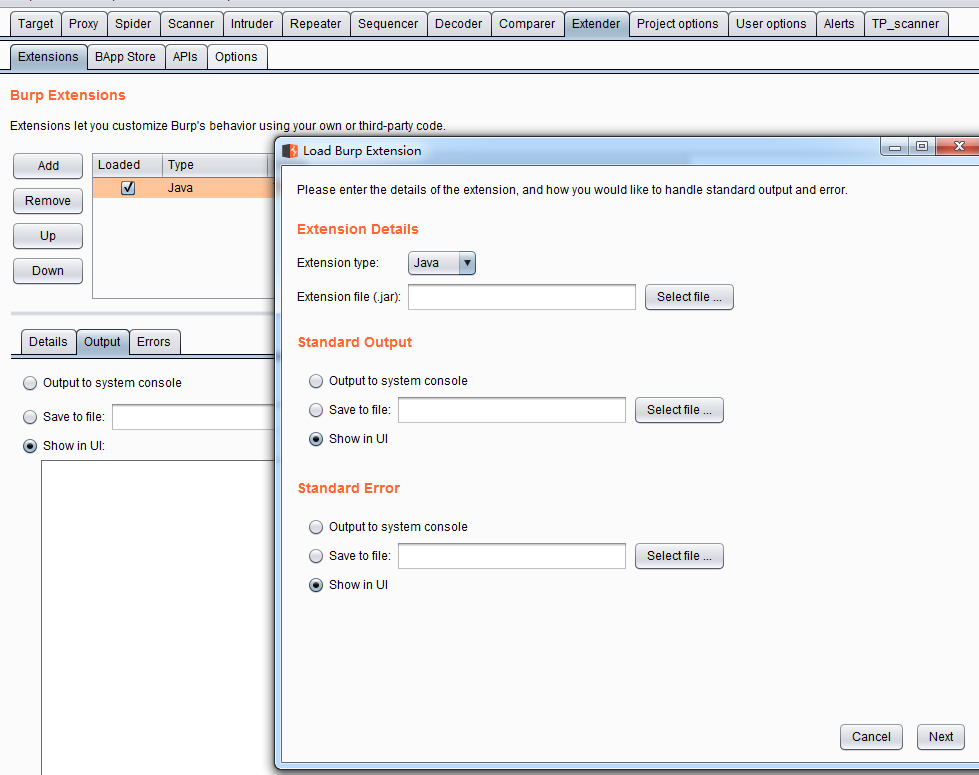 Target Proxy Spider Scanner Intruder Repeater Sequencer Decoder Comparer Extender Project options User options Alerts TP_scanner
Extensions BApp Store APIs Options
Burp Extensions
Extensions let you customize Burp's behavior using your own or third-party code.
Add
Remove
Up
Down
Loaded Type
Java
Details Output Errors
Output to system console
Save to file:
Show in UI:
Load Burp Extension
Please enter the details of the extension, and how you would like to handle standard output and error.
Extension Details
Extension type: Java
Extension file (.jar): Select file ...
Standard Output
Output to system console
Save to file: Select file ...
Show in UI
Standard Error
Output to system console
Save to file: Select file ...
Show in UI
Cancel Next